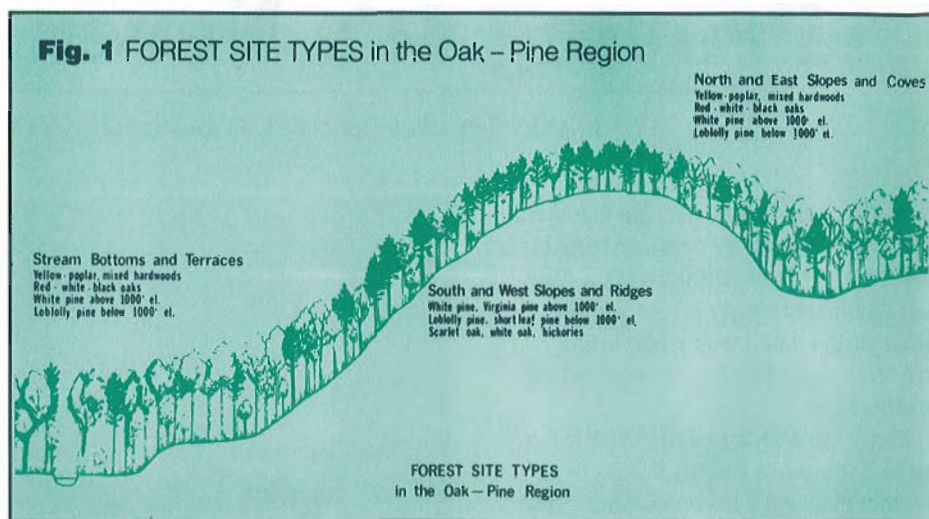 Fig. 1 FOREST SITE TYPES in the Oak – Pine Region
North and East Slopes and Coves
Yellow-poplar, mixed hardwoods
Red - white - black oaks
White pine above 1000' el.
Loblolly pine below 1000' el.
Stream Bottoms and Terraces
Yellow-poplar, mixed hardwoods
Red - white - black oaks
White pine above 1000' el.
Loblolly pine below 1000' el.
South and West Slopes and Ridges
White pine, Virginia pine above 1000' el.
Loblolly pine, shortleaf pine below 1000' el.
Scarlet oak, white oak, hickories
FOREST SITE TYPES
in the Oak – Pine Region